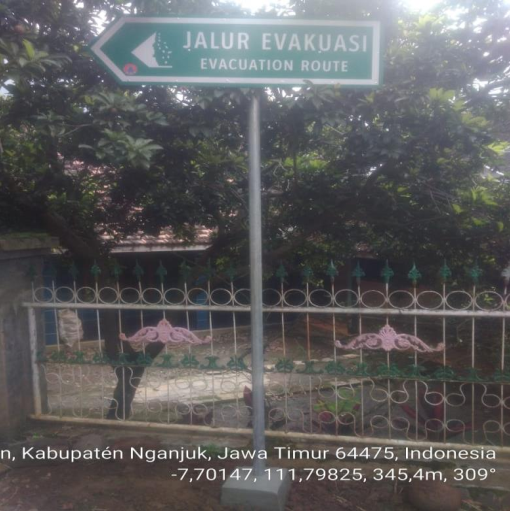 JALUR EVAKUASI
EVACUATION ROUTE
n, Kabupatén Nganjuk, Jawa Timur 64475, Indonesia
-7,70147, 111,79825, 345,4m, 309°